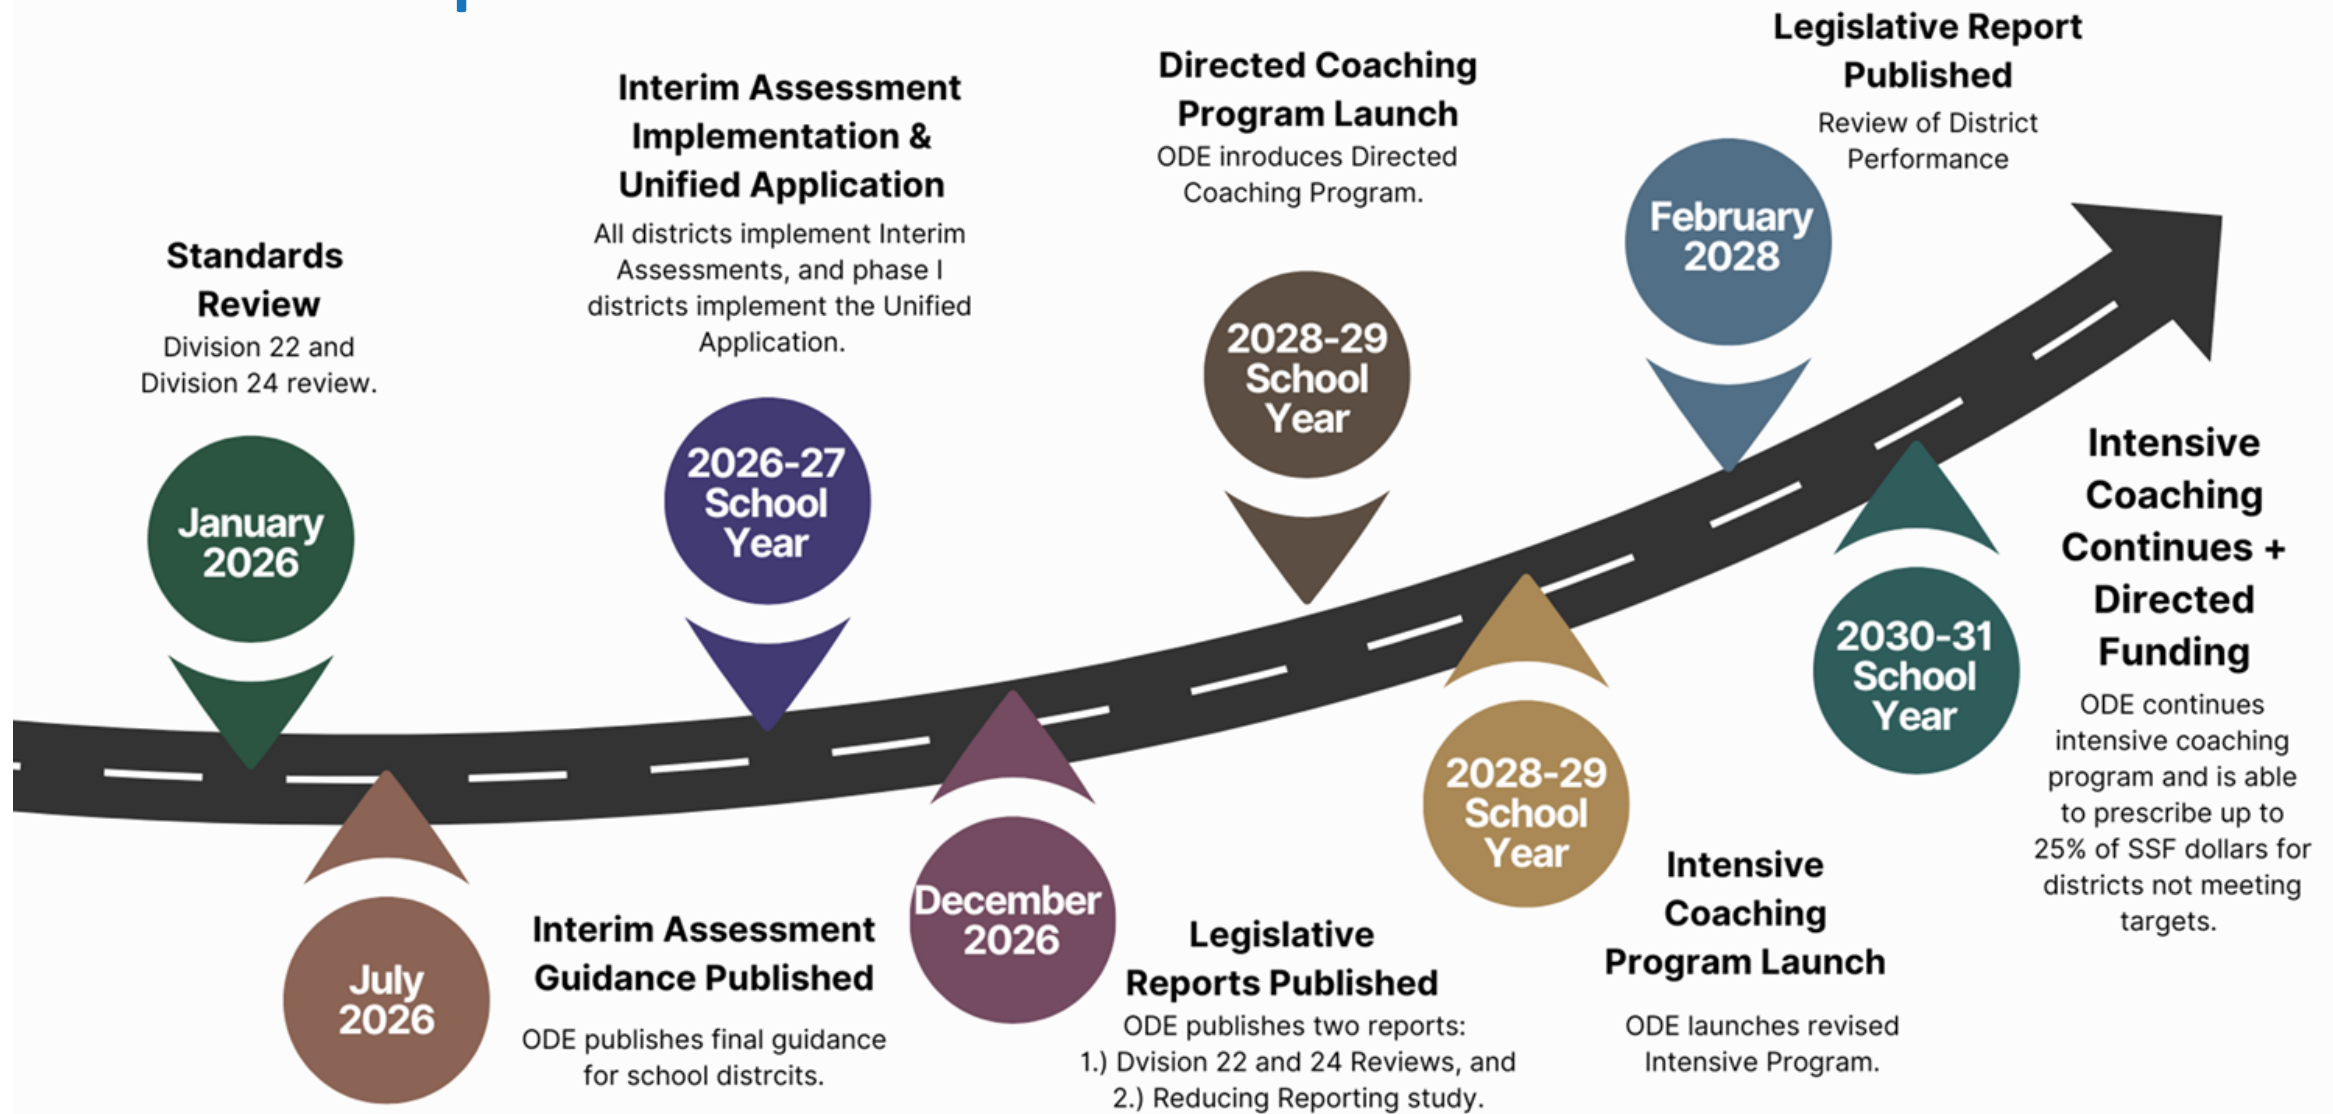 Standards
Review
Division 22 and
Division 24 review.
January
2026
July
2026
Interim Assessment
Guidance Published
ODE publishes final guidance
for school distrcits.
Interim Assessment
Implementation &
Unified Application
All districts implement Interim
Assessments, and phase I
districts implement the Unified
Application.
2026-27
School
Year
December
2026
Legislative
Reports Published
ODE publishes two reports:
1.) Dvision 22 and 24 Reviews, and
2.) Reducing Reporting study.
Directed Coaching
Program Launch
ODE inroduces Directed
Coaching Program.
2028-29
School
Year
2028-29
School
Year
Intensive
Coaching
Program Launch
ODE launches revised
Intensive Program.
Legislative Report
Published
Review of District
Performance
February
2028
2030-31
School
Year
Intensive
Coaching
Continues +
Directed
Funding
ODE continues
intensive coaching
program and is able
to prescribe up to
25% of SSF dollars for
districts not meeting
targets.